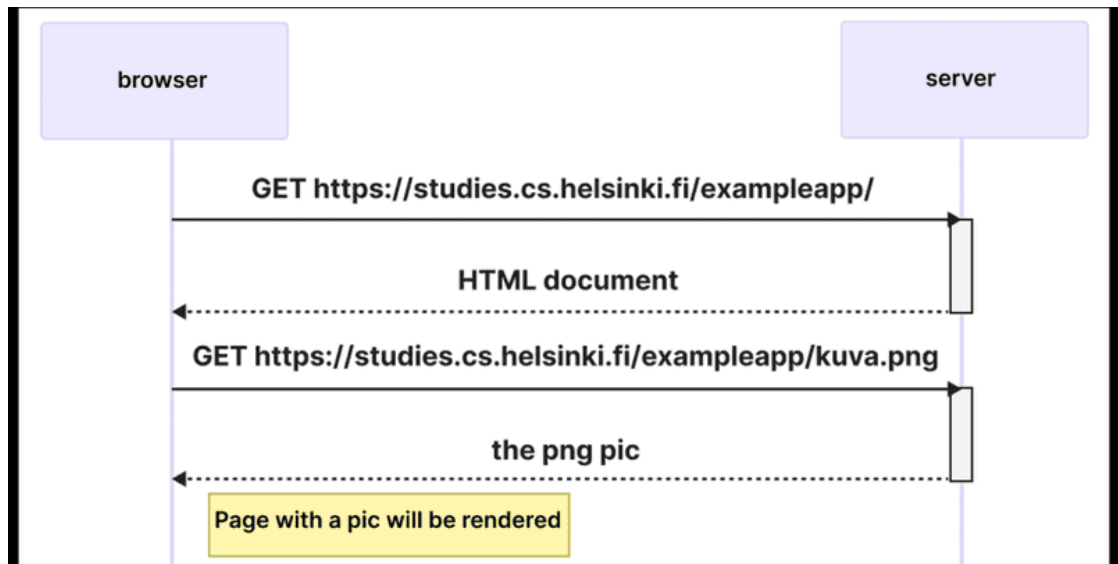 browser
server
GET https://studies.cs.helsinki.fi/exampleapp/
HTML document
GET https://studies.cs.helsinki.fi/exampleapp/kuva.png
the png pic
Page with a pic will be rendered